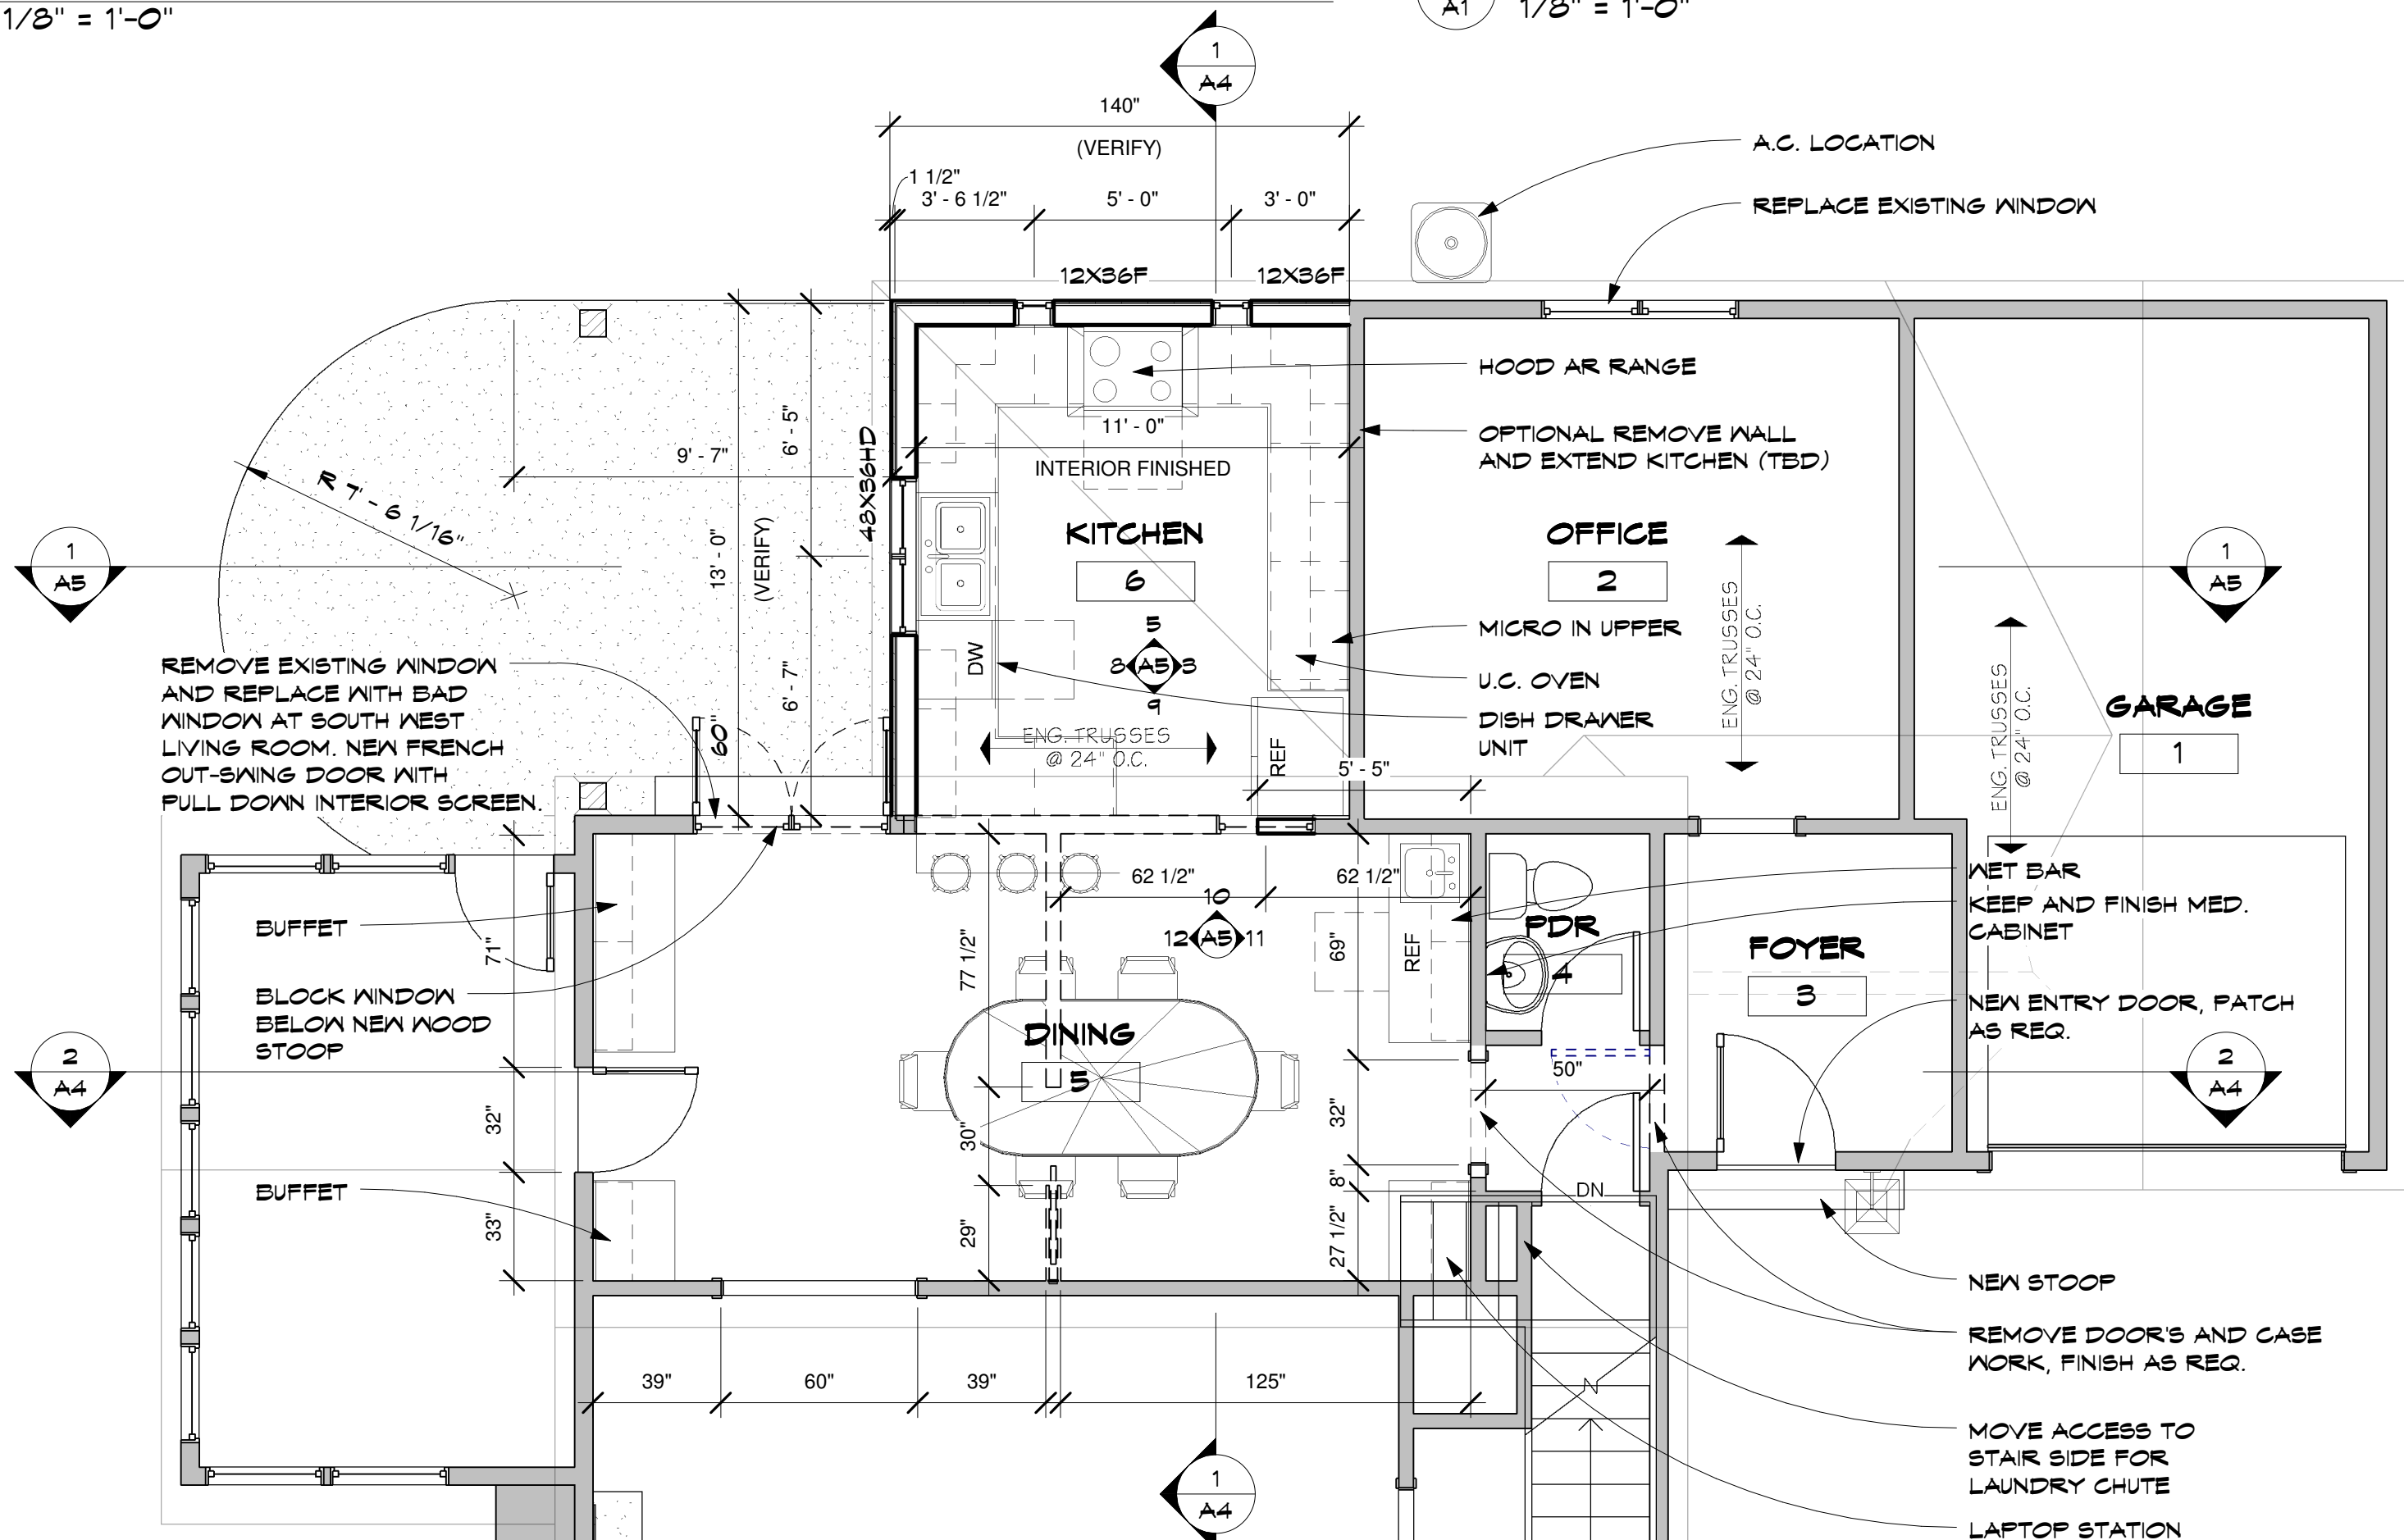 1/8" = 1'-0"
A1
1/8" = 1'-0"
1
A4
140"
(VERIFY)
1 1/2"
3' - 6 1/2"
5' - 0"
3' - 0"
A.C. LOCATION
REPLACE EXISTING WINDOW
12X36F
12X36F
HOOD AR RANGE
11' - 0"
INTERIOR FINISHED
OPTIONAL REMOVE WALL
AND EXTEND KITCHEN (TBD)
9' - 7"
6' - 5"
48X36HD
R 7' - 6 1/16"
13' - 0"
(VERIFY)
KITCHEN
6
OFFICE
2
ENG. TRUSSES
@ 24" O.C.
1
A5
1
A5
5
8 A5 3
9
DW
MICRO IN UPPER
U.C. OVEN
DISH DRAWER
UNIT
6' - 7"
60"
ENG. TRUSSES
@ 24" O.C.
REF
5' - 5"
ENG. TRUSSES
@ 24" O.C.
GARAGE
1
REMOVE EXISTING WINDOW
AND REPLACE WITH BAD
WINDOW AT SOUTH WEST
LIVING ROOM. NEW FRENCH
OUT-SWING DOOR WITH
PULL DOWN INTERIOR SCREEN.
BUFFET
71"
BLOCK WINDOW
BELOW NEW WOOD
STOOP
62 1/2"
62 1/2"
10
12 A5 11
77 1/2"
69"
REF
PDR
4
FOYER
3
WET BAR
KEEP AND FINISH MED.
CABINET
NEW ENTRY DOOR, PATCH
AS REQ.
DINING
5
2
A4
2
A4
50"
32"
30"
32"
8"
BUFFET
33"
29"
27 1/2"
DN
NEW STOOP
REMOVE DOOR'S AND CASE
WORK, FINISH AS REQ.
39"
60"
39"
125"
N
MOVE ACCESS TO
STAIR SIDE FOR
LAUNDRY CHUTE
1
A4
LAPTOP STATION